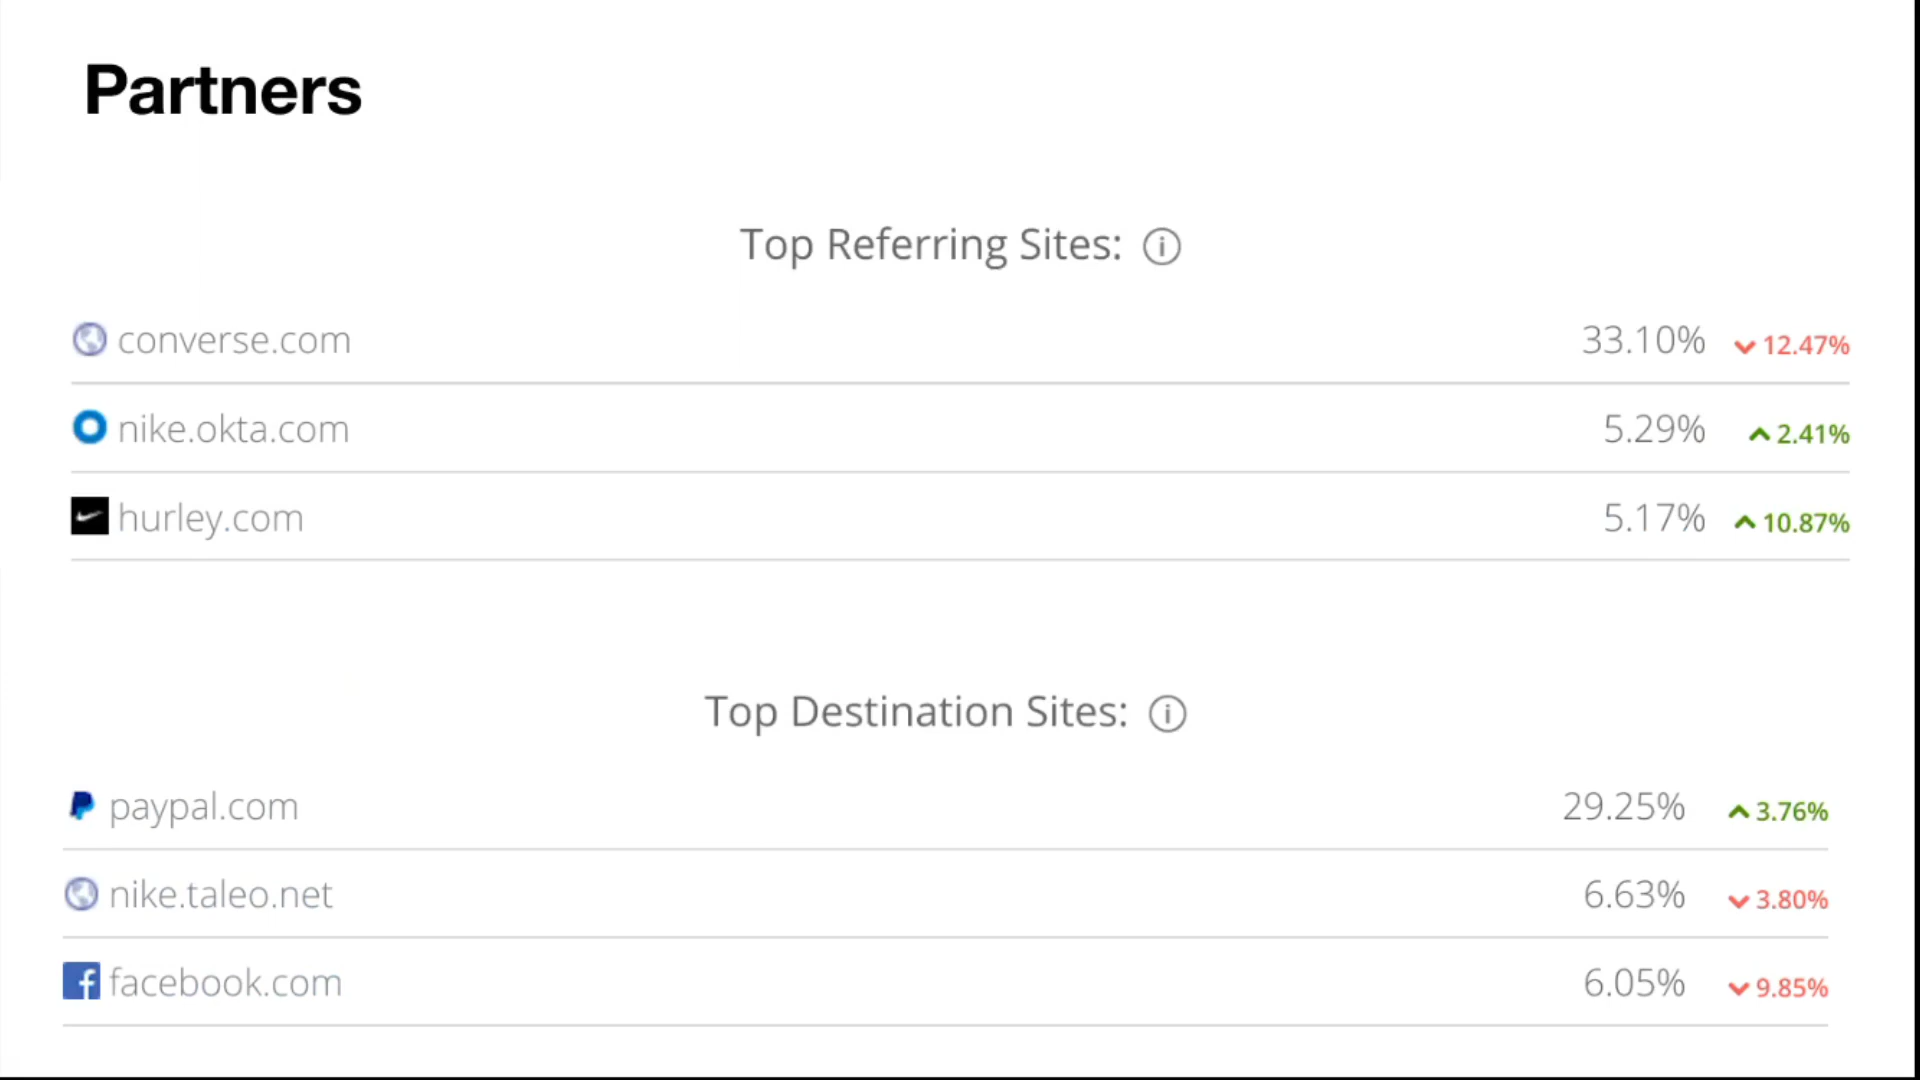 Partners
Top Referring Sites:
converse.com 33.10% 12.47%
nike.okta.com 5.29% 2.41%
hurley.com 5.17% 10.87%
Top Destination Sites:
paypal.com 29.25% 3.76%
nike.taleo.net 6.63% 3.80%
facebook.com 6.05% 9.85%